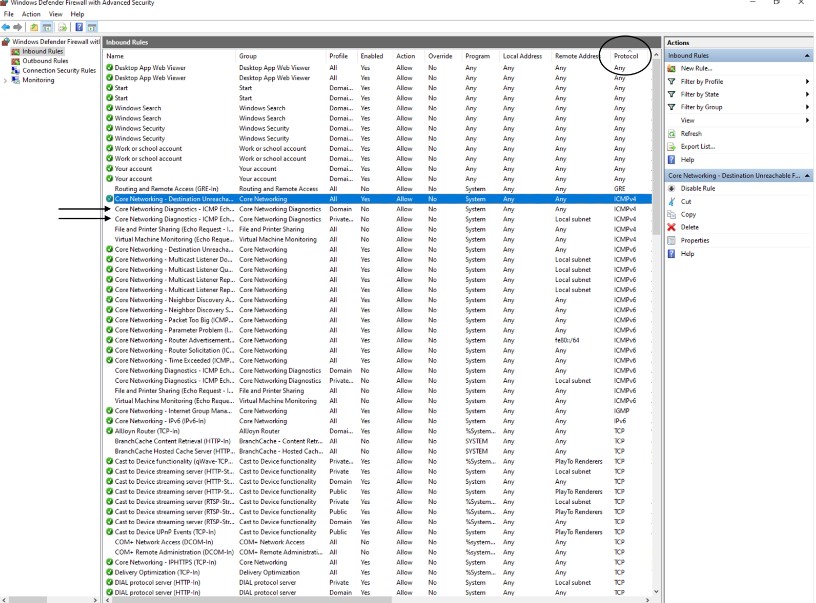 Windows Defender Firewall with Advanced Security
File Action View Help
Windows Defender Firewall witl
Inbound Rules
Outbound Rules
Connection Security Rules
Monitoring
Inbound Rules
Name Group Profile Enabled Action Override Program Local Address Remote Address Protocol
Desktop App Web Viewer Desktop App Web Viewer All Yes Allow No Any Any Any Any
Desktop App Web Viewer Desktop App Web Viewer All Yes Allow No Any Any Any Any
Start Start Domai... Yes Allow No Any Any Any Any
Start Start Domai... Yes Allow No Any Any Any Any
Windows Search Windows Search Domai... Yes Allow No Any Any Any Any
Windows Search Windows Search Domai... Yes Allow No Any Any Any Any
Windows Security Windows Security Domai... Yes Allow No Any Any Any Any
Windows Security Windows Security Domai... Yes Allow No Any Any Any Any
Work or school account Work or school account Domai... Yes Allow No Any Any Any Any
Work or school account Work or school account Domai... Yes Allow No Any Any Any Any
Your account Your account Domai... Yes Allow No Any Any Any Any
Your account Your account Domai... Yes Allow No Any Any Any Any
Routing and Remote Access (GRE-In) Routing and Remote Access All No Allow No System Any Any GRE
Core Networking - Destination Unreacha... Core Networking All Yes Allow No System Any Any ICMPv4
Core Networking Diagnostics - ICMP Ech... Core Networking Diagnostics Domain No Allow No System Any Any ICMPv4
Core Networking Diagnostics - ICMP Ech... Core Networking Diagnostics Private... No Allow No System Any Local subnet ICMPv4
File and Printer Sharing (Echo Request - I... File and Printer Sharing All No Allow No System Any Any ICMPv4
Virtual Machine Monitoring (Echo Reque... Virtual Machine Monitoring All No Allow No System Any Any ICMPv4
Core Networking - Destination Unreacha... Core Networking All Yes Allow No System Any Any ICMPv6
Core Networking - Multicast Listener Do... Core Networking All Yes Allow No System Any Local subnet ICMPv6
Core Networking - Multicast Listener Qu... Core Networking All Yes Allow No System Any Local subnet ICMPv6
Core Networking - Multicast Listener Rep... Core Networking All Yes Allow No System Any Local subnet ICMPv6
Core Networking - Multicast Listener Rep... Core Networking All Yes Allow No System Any Local subnet ICMPv6
Core Networking - Neighbor Discovery A... Core Networking All Yes Allow No System Any Any ICMPv6
Core Networking - Neighbor Discovery S... Core Networking All Yes Allow No System Any Any ICMPv6
Core Networking - Packet Too Big (ICMP... Core Networking All Yes Allow No System Any Any ICMPv6
Core Networking - Parameter Problem (I... Core Networking All Yes Allow No System Any Any ICMPv6
Core Networking - Router Advertisement... Core Networking All Yes Allow No System Any fe80::/64 ICMPv6
Core Networking - Router Solicitation (IC... Core Networking All Yes Allow No System Any Any ICMPv6
Core Networking - Time Exceeded (ICMP... Core Networking All Yes Allow No System Any Any ICMPv6
Core Networking Diagnostics - ICMP Ech... Core Networking Diagnostics Domain No Allow No System Any Any ICMPv6
Core Networking Diagnostics - ICMP Ech... Core Networking Diagnostics Private... No Allow No System Any Local subnet ICMPv6
File and Printer Sharing (Echo Request - I... File and Printer Sharing All No Allow No System Any Any ICMPv6
Virtual Machine Monitoring (Echo Reque... Virtual Machine Monitoring All No Allow No System Any Any ICMPv6
Core Networking - Internet Group Mana... Core Networking All Yes Allow No System Any Any IGMP
Core Networking - IPv6 (IPv6-In) Core Networking All Yes Allow No System Any Any IPv6
AllJoyn Router (TCP-In) AllJoyn Router Domai... Yes Allow No %System... Any Any TCP
BranchCache Content Retrieval (HTTP-In) BranchCache - Content Retr... All No Allow No SYSTEM Any Any TCP
BranchCache Hosted Cache Server (HTTP... BranchCache - Hosted Cach... All No Allow No SYSTEM Any Any TCP
Cast to Device functionality (qWave-TCP... Cast to Device functionality Private... Yes Allow No %System... Any PlayTo Renderers TCP
Cast to Device streaming server (HTTP-St... Cast to Device functionality Private Yes Allow No System Any Local subnet TCP
Cast to Device streaming server (HTTP-St... Cast to Device functionality Domain Yes Allow No System Any Any TCP
Cast to Device streaming server (HTTP-St... Cast to Device functionality Public Yes Allow No System Any PlayTo Renderers TCP
Cast to Device streaming server (RTSP-Str... Cast to Device functionality Private Yes Allow No %System... Any Local subnet TCP
Cast to Device streaming server (RTSP-Str... Cast to Device functionality Public Yes Allow No %System... Any PlayTo Renderers TCP
Cast to Device streaming server (RTSP-Str... Cast to Device functionality Domain Yes Allow No %System... Any Any TCP
Cast to Device UPnP Events (TCP-In) Cast to Device functionality Public Yes Allow No System Any PlayTo Renderers TCP
COM+ Network Access (DCOM-In) COM+ Network Access All No Allow No %system... Any Any TCP
COM+ Remote Administration (DCOM-In) COM+ Remote Administrati... All No Allow No %system... Any Any TCP
Core Networking - IPHTTPS (TCP-In) Core Networking All Yes Allow No System Any Any TCP
Delivery Optimization (TCP-In) Delivery Optimization All Yes Allow No %System... Any Any TCP
DIAL protocol server (HTTP-In) DIAL protocol server Private Yes Allow No System Any Local subnet TCP
DIAL protocol server (HTTP-In) DIAL protocol server Domain Yes Allow No System Any Any TCP
Actions
Inbound Rules
New Rule...
Filter by Profile
Filter by State
Filter by Group
View
Refresh
Export List...
Help
Core Networking - Destination Unreachable F...
Disable Rule
Cut
Copy
Delete
Properties
Help